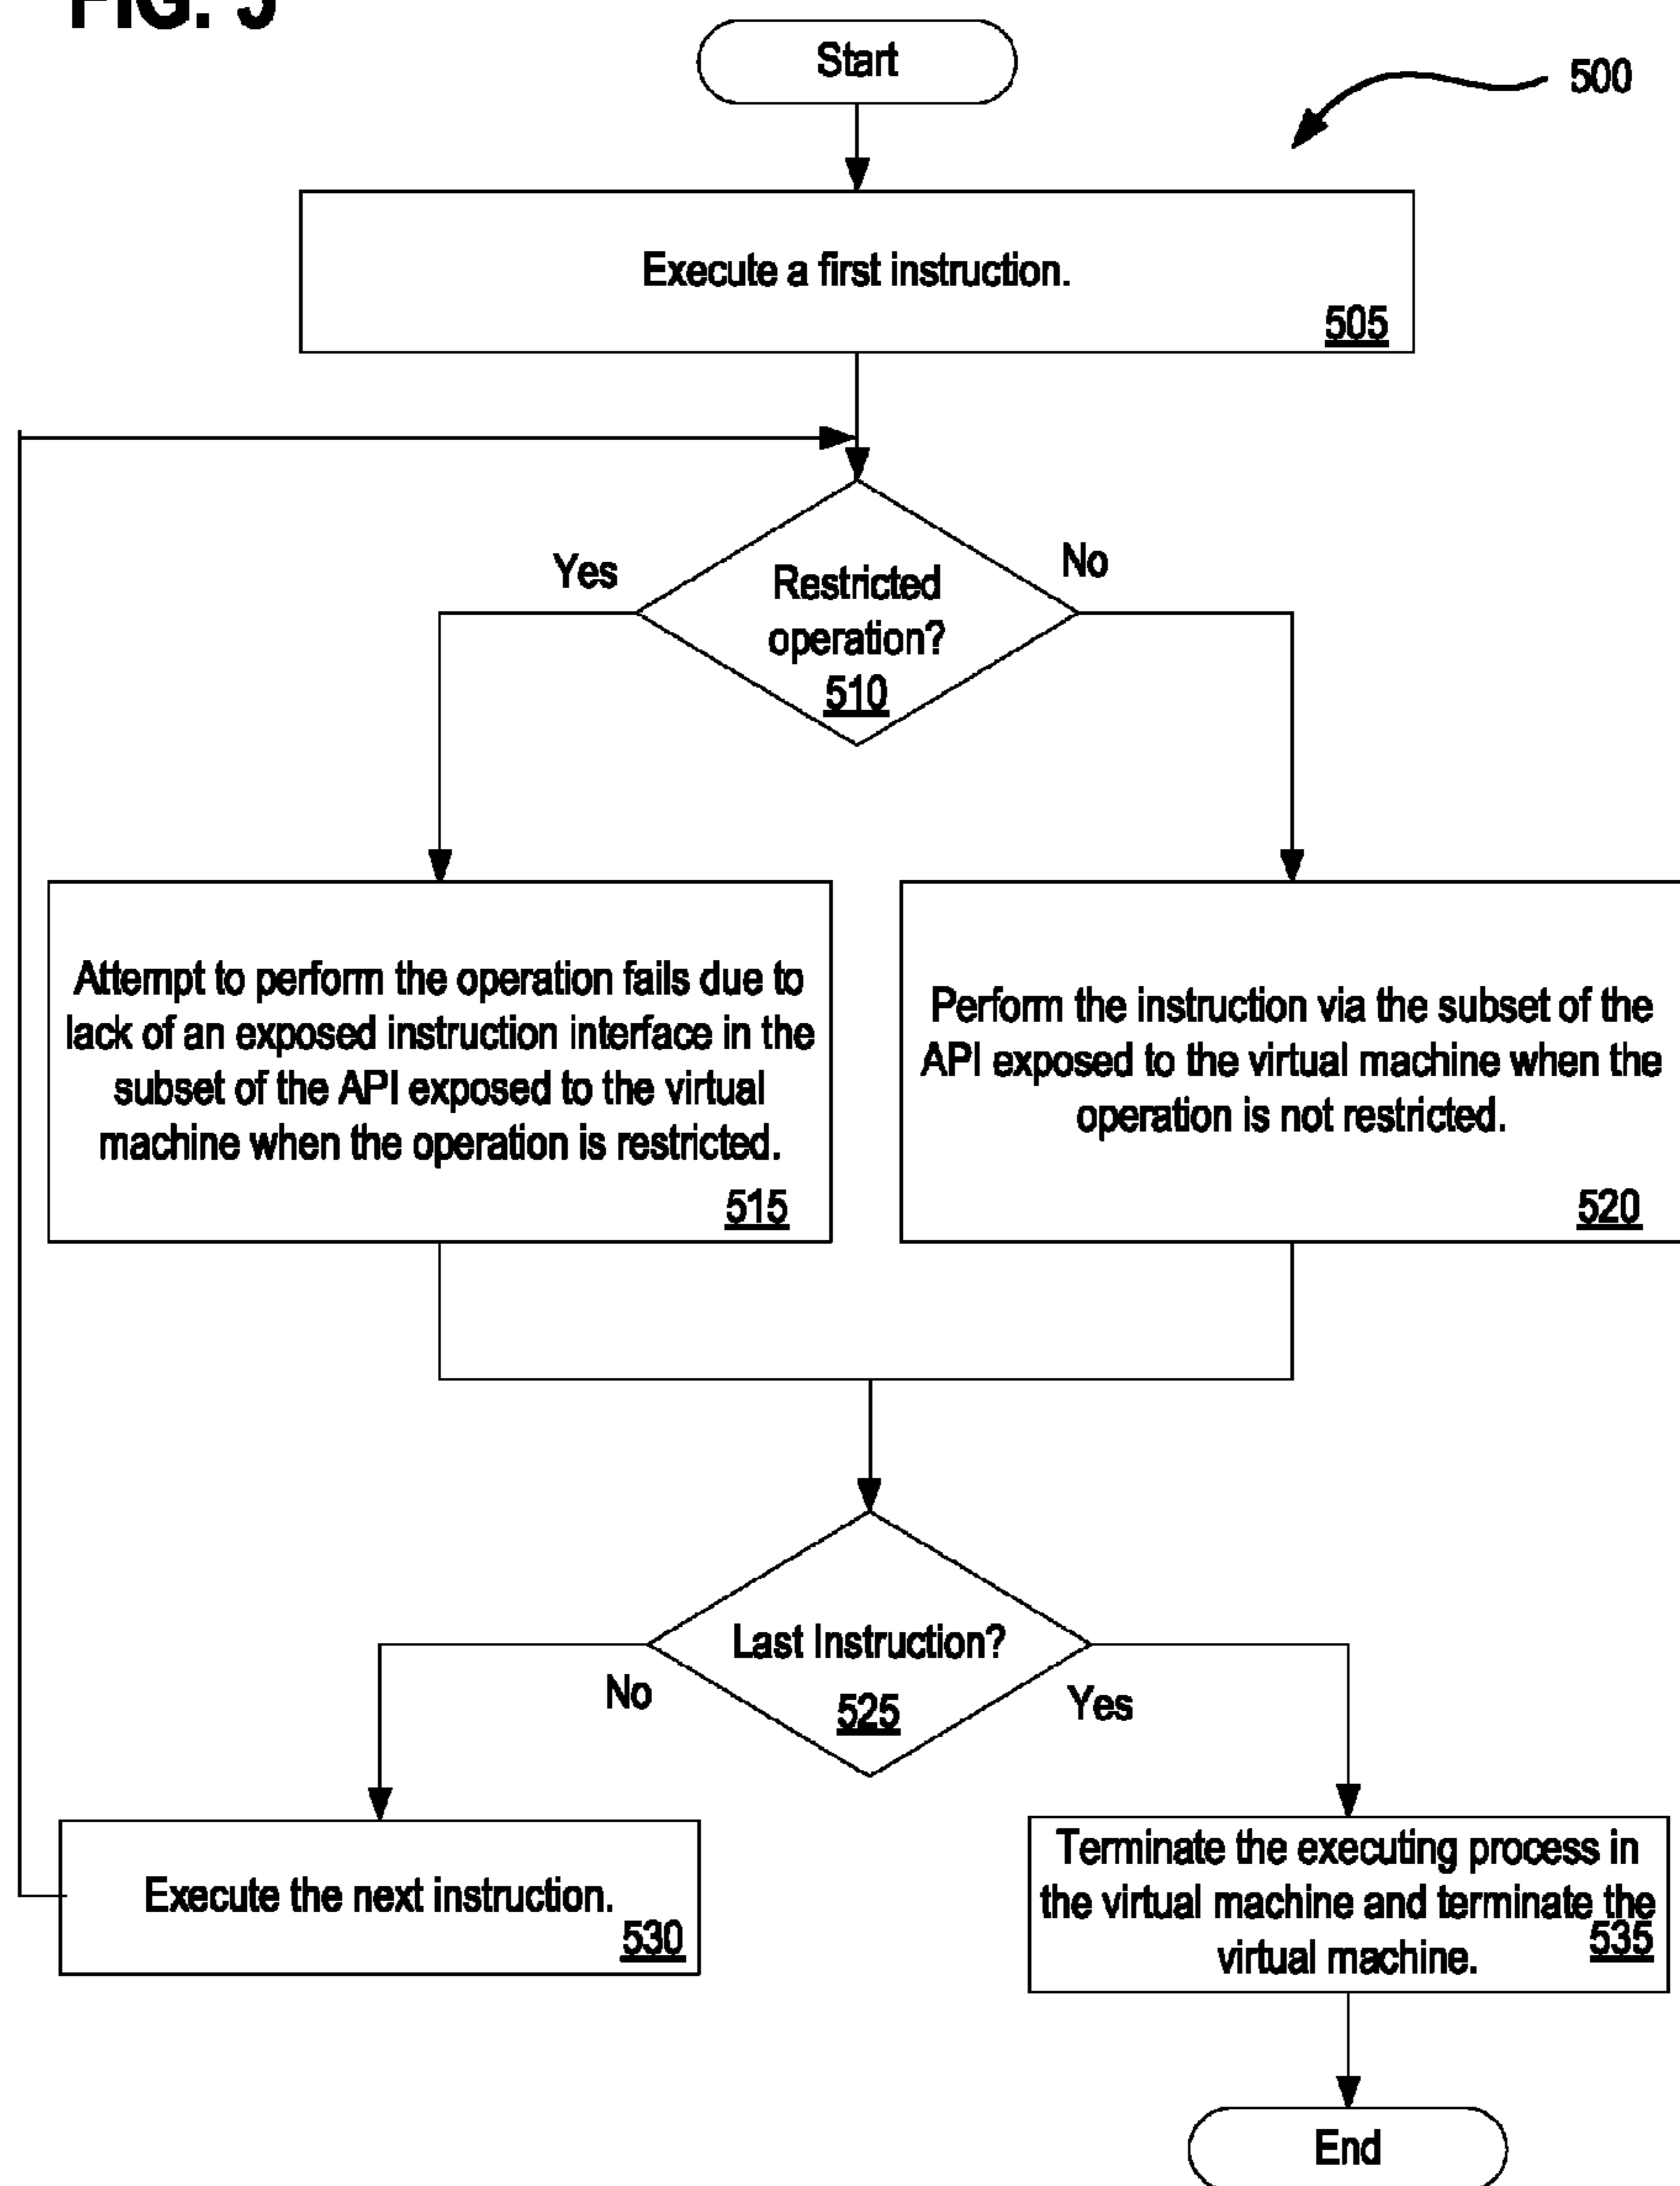 FIG. 5
Start
500
Execute a first instruction.
505
Yes
No
Restricted
operation?
510
Attempt to perform the operation fails due to
lack of an exposed instruction interface in the
subset of the API exposed to the virtual
machine when the operation is restricted.
515
Perform the instruction via the subset of the
API exposed to the virtual machine when the
operation is not restricted.
520
Last Instruction?
525
No
Yes
Execute the next instruction.
530
Terminate the executing process in
the virtual machine and terminate the
virtual machine.
535
End